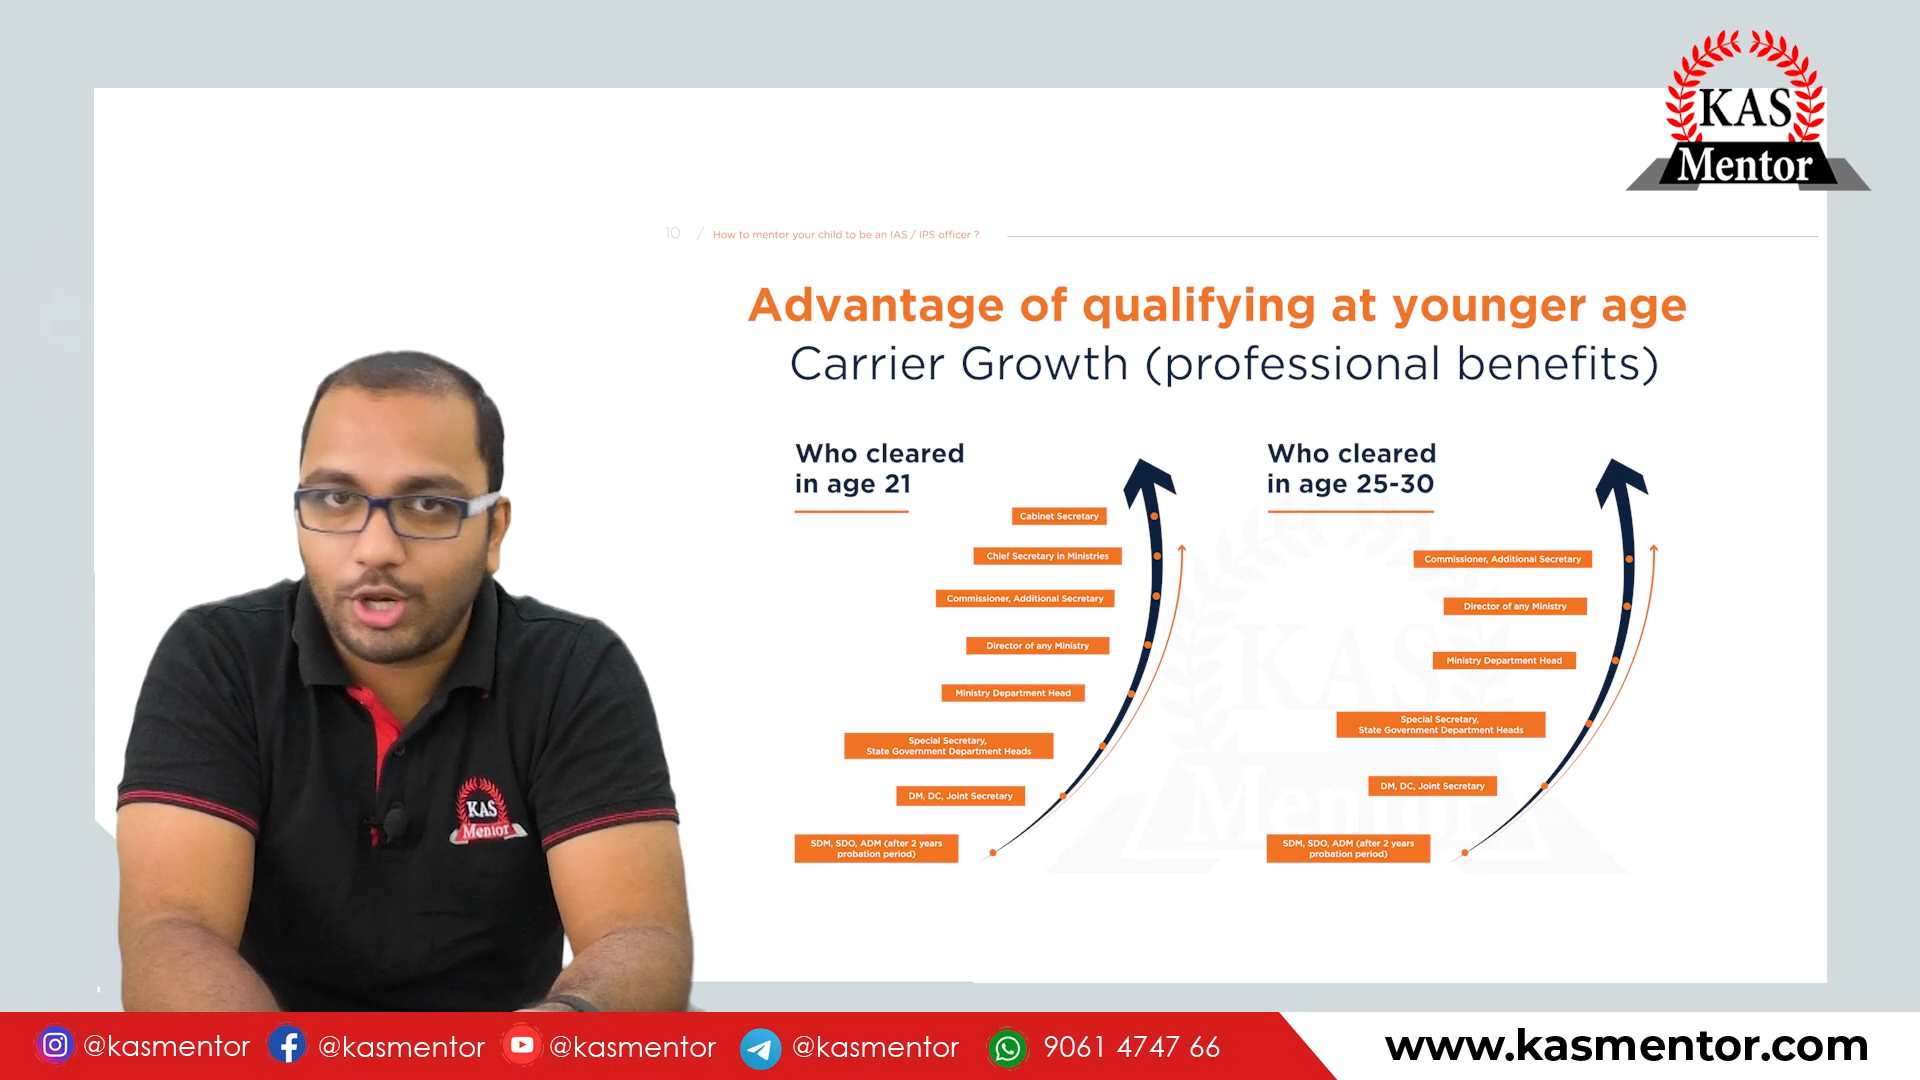 KAS
Mentor
10 / How to mentor your child to be an IAS / IPS officer ?
Advantage of qualifying at younger age
Carrier Growth (professional benefits)
Who cleared
in age 21
Cabinet Secretary
Chief Secretary in Ministries
Commissioner, Additional Secretary
Director of any Ministry
Ministry Department Head
Special Secretary,
State Government Department Heads
DM, DC, Joint Secretary
SDM, SDO, ADM (after 2 years
probation period)
Who cleared
in age 25-30
Commissioner, Additional Secretary
Director of any Ministry
Ministry Department Head
Special Secretary,
State Government Department Heads
DM, DC, Joint Secretary
SDM, SDO, ADM (after 2 years
probation period)
KAS
Mentor
KAS
Mentor
@kasmentor @kasmentor @kasmentor @kasmentor 9061 4747 66
www.kasmentor.com